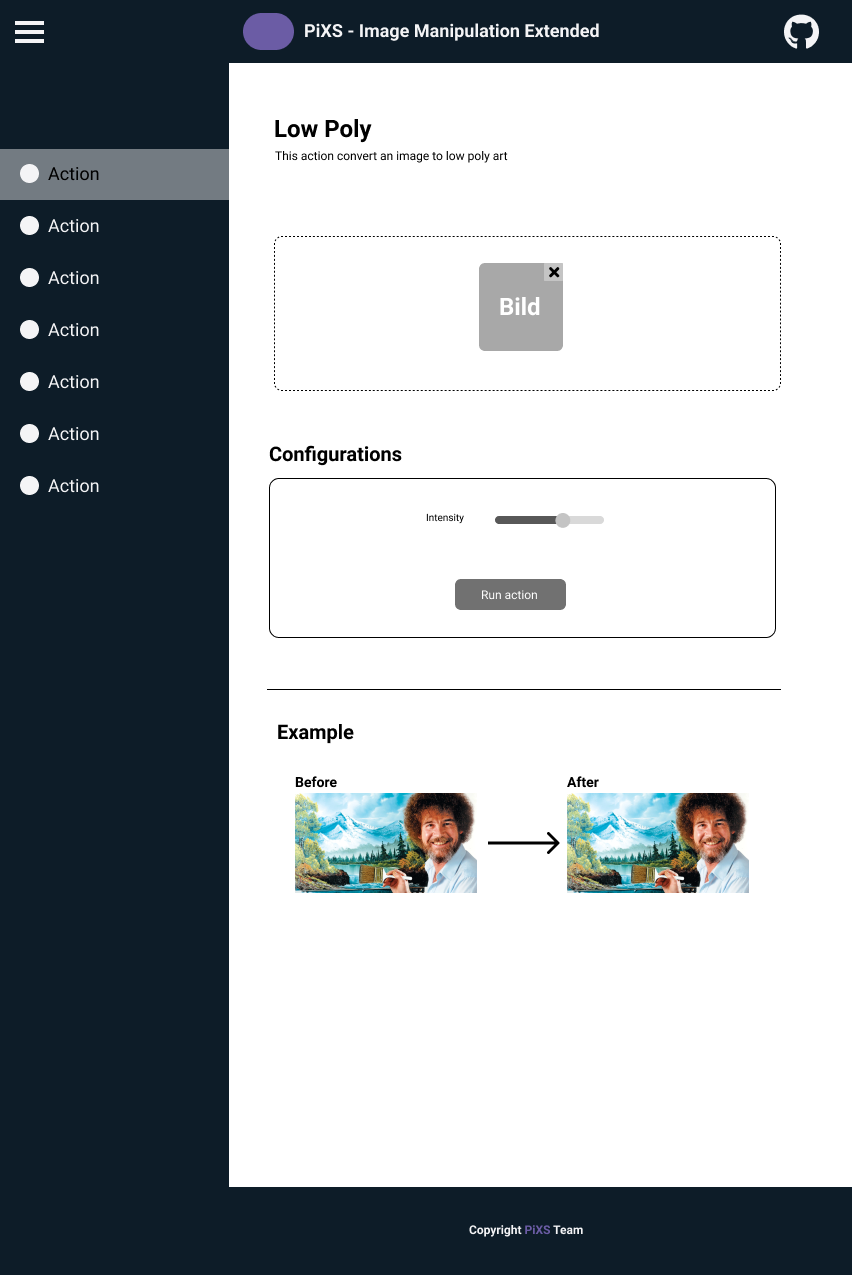 PiXS - Image Manipulation Extended
Action
Action
Action
Action
Action
Action
Action
Low Poly
This action convert an image to low poly art
Bild
Configurations
Intensity
Run action
Example
Before
After
Copyright PiXS Team